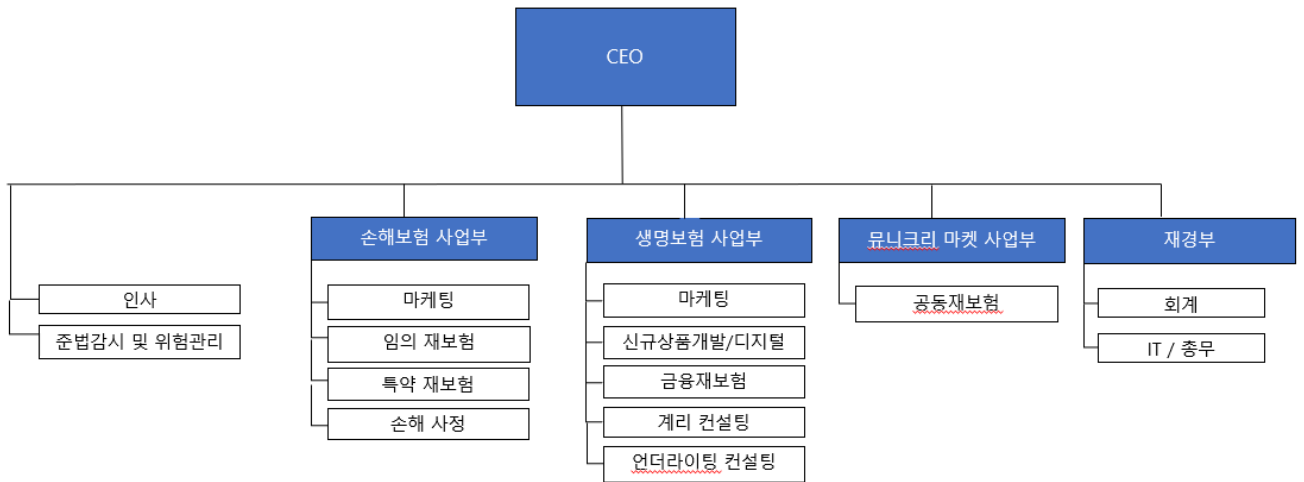 CEO
인사
준법감시 및 위험관리
손해보험 사업부
마케팅
임의 재보험
특약 재보험
손해 사정
생명보험 사업부
마케팅
신규상품개발/디지털
금융재보험
계리 컨설팅
언더라이팅 컨설팅
뮤니크리 마켓 사업부
공동재보험
재경부
회계
IT / 총무